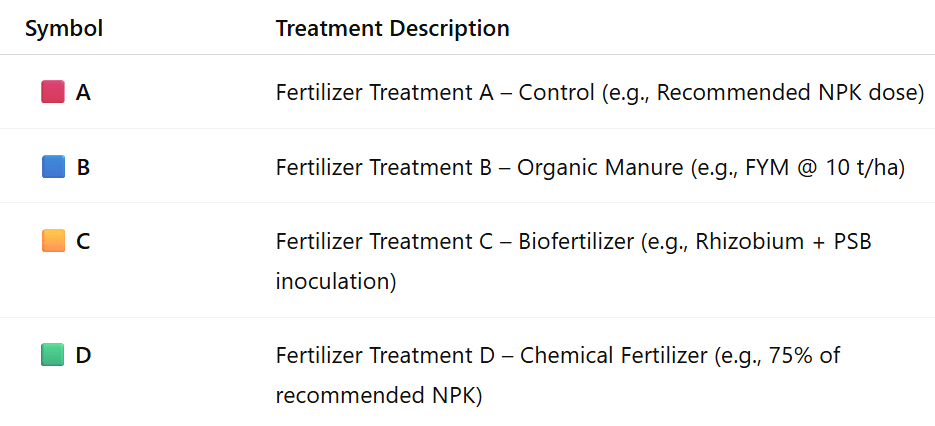 Symbol Treatment Description
A Fertilizer Treatment A – Control (e.g., Recommended NPK dose)
B Fertilizer Treatment B – Organic Manure (e.g., FYM @ 10 t/ha)
C Fertilizer Treatment C – Biofertilizer (e.g., Rhizobium + PSB
inoculation)
D Fertilizer Treatment D – Chemical Fertilizer (e.g., 75% of
recommended NPK)